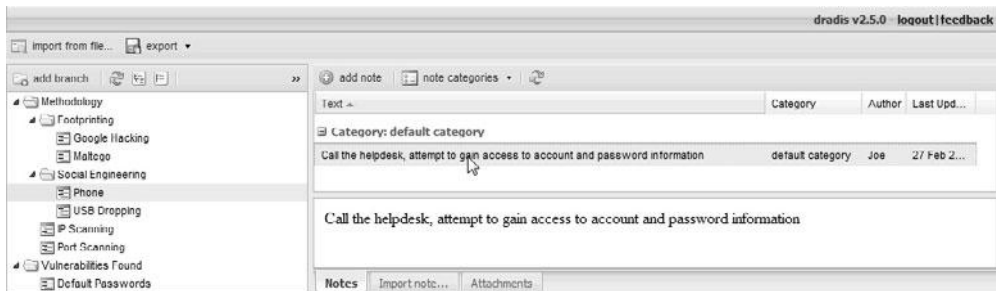 dradis v2.5.0 logout | feedback
import from file... export
add branch » add note note categories
Text Category Author Last Upd...
Methodology
Footprinting
Google Hacking
Maltego
Social Engineering
Phone
USB Dropping
IP Scanning
Port Scanning
Vulnerabilities Found
Default Passwords
Category: default category
Call the helpdesk, attempt to gain access to account and password information default category Joe 27 Feb 2...
Call the helpdesk, attempt to gain access to account and password information
Notes Import note... Attachments